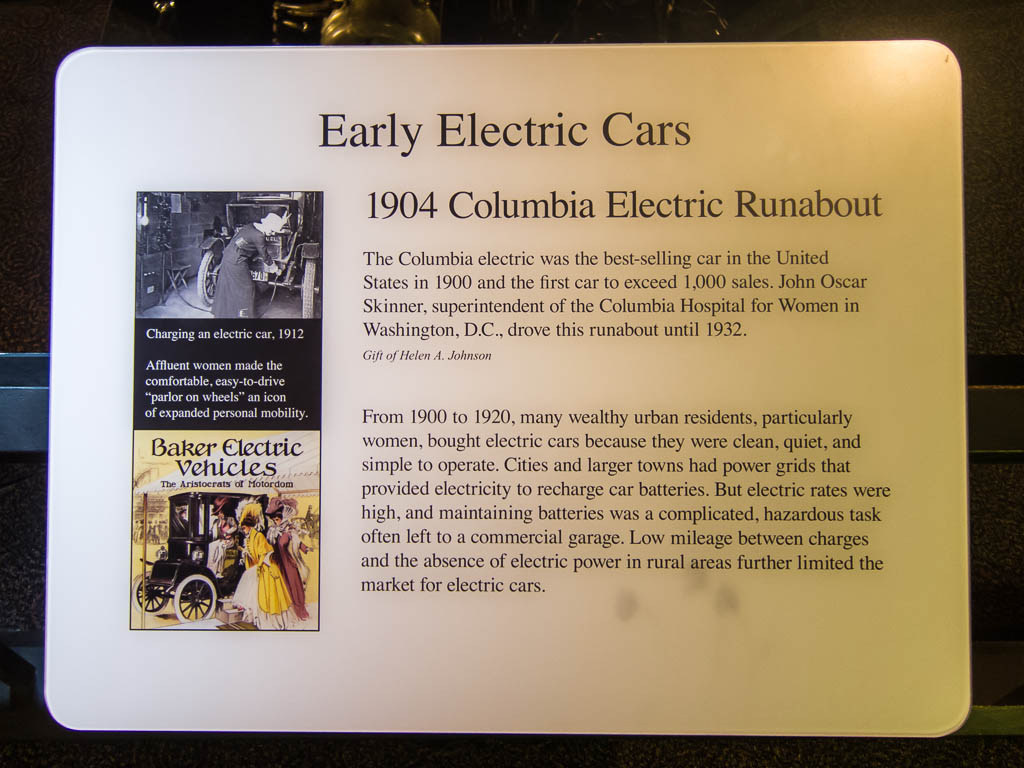 Early Electric Cars
1904 Columbia Electric Runabout
The Columbia electric was the best-selling car in the United
States in 1900 and the first car to exceed 1,000 sales. John Oscar
Skinner, superintendent of the Columbia Hospital for Women in
Washington, D.C., drove this runabout until 1932.
Gift of Helen A. Johnson
From 1900 to 1920, many wealthy urban residents, particularly
women, bought electric cars because they were clean, quiet, and
simple to operate. Cities and larger towns had power grids that
provided electricity to recharge car batteries. But electric rates were
high, and maintaining batteries was a complicated, hazardous task
often left to a commercial garage. Low mileage between charges
and the absence of electric power in rural areas further limited the
market for electric cars.
Charging an electric car, 1912
Affluent women made the
comfortable, easy-to-drive
“parlor on wheels” an icon
of expanded personal mobility.
Baker Electric
Vehicles
The Aristocrats of Motordom